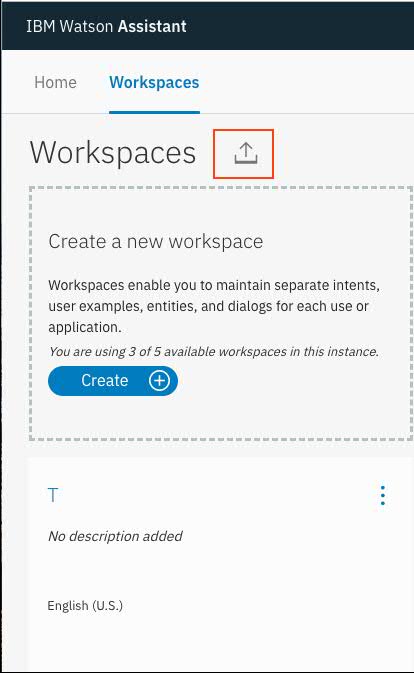 IBM Watson Assistant
Home Workspaces
Workspaces
Create a new workspace
Workspaces enable you to maintain separate intents,
user examples, entities, and dialogs for each use or
application.
You are using 3 of 5 available workspaces in this instance.
Create
T
No description added
English (U.S.)